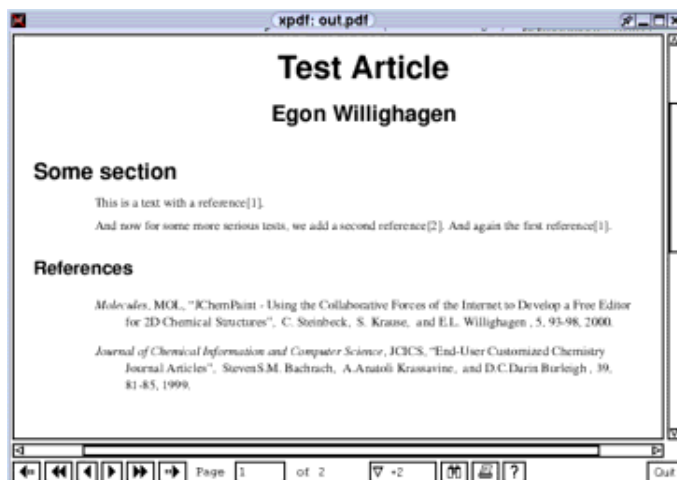 xpdf: out.pdf
Test Article
Egon Willighagen
Some section
This is a text with a reference[1].
And now for some more serious tests, we add a second reference[2]. And again the first reference[1].
References
Molecules, MOL, "JChemPaint - Using the Collaborative Forces of the Internet to Develop a Free Editor
for 2D Chemical Structures", C. Steinbeck, S. Krause, and E.L. Willighagen , 5, 93-98, 2000.
Journal of Chemical Information and Computer Science, JCICS, "End-User Customized Chemistry
Journal Articles", StevenS.M. Bachrach, A.Anatoli Krassavine, and D.C.Darin Burleigh , 39,
81-85, 1999.
Page 1 of 2 +2 ? Quit